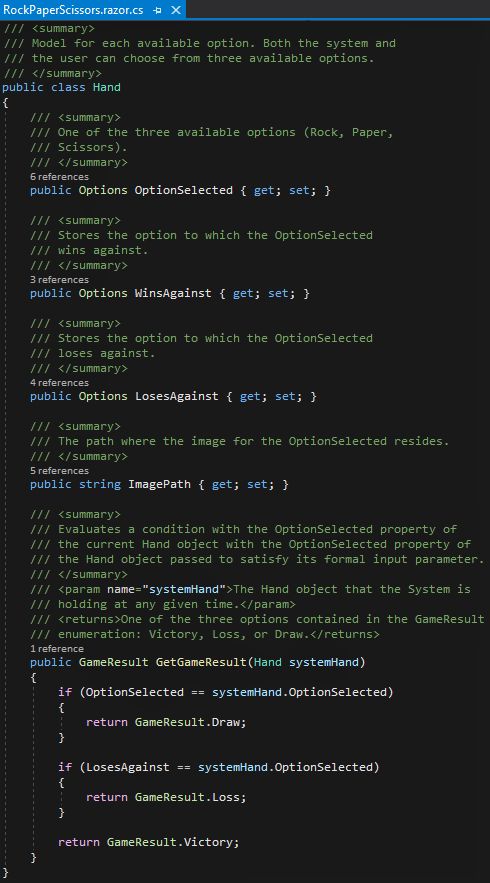 RockPaperScissors.razor.cs
/// <summary>
/// Model for each available option. Both the system and
/// the user can choose from three available options.
/// </summary>
public class Hand
{
/// <summary>
/// One of the three available options (Rock, Paper,
/// Scissors).
/// </summary>
6 references
public Options OptionSelected { get; set; }
/// <summary>
/// Stores the option to which the OptionSelected
/// wins against.
/// </summary>
3 references
public Options WinsAgainst { get; set; }
/// <summary>
/// Stores the option to which the OptionSelected
/// loses against.
/// </summary>
4 references
public Options LosesAgainst { get; set; }
/// <summary>
/// The path where the image for the OptionSelected resides.
/// </summary>
5 references
public string ImagePath { get; set; }
/// <summary>
/// Evaluates a condition with the OptionSelected property of
/// the current Hand object with the OptionSelected property of
/// the Hand object passed to satisfy its formal input parameter.
/// </summary>
/// <param name="systemHand">The Hand object that the System is
/// holding at any given time.</param>
/// <returns>One of the three options contained in the GameResult
/// enumeration: Victory, Loss, or Draw.</returns>
1 reference
public GameResult GetGameResult(Hand systemHand)
{
if (OptionSelected == systemHand.OptionSelected)
{
return GameResult.Draw;
}
if (LosesAgainst == systemHand.OptionSelected)
{
return GameResult.Loss;
}
return GameResult.Victory;
}
}